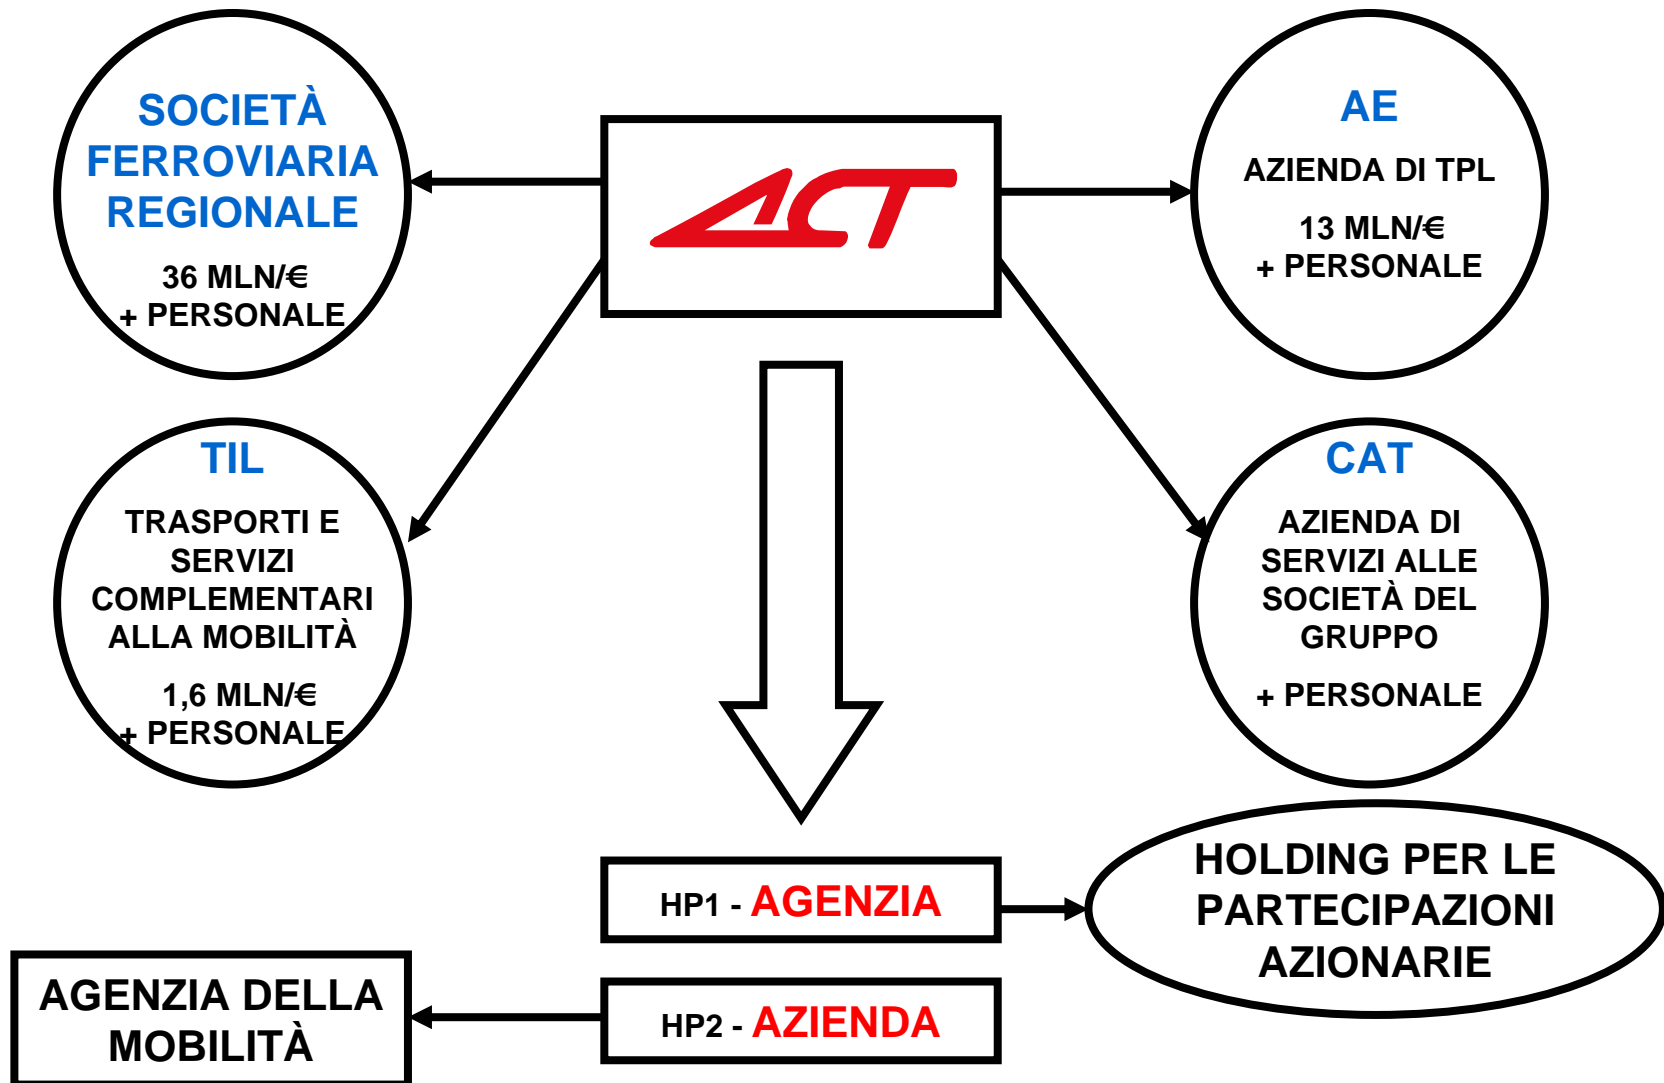 SOCIETÀ
FERROVIARIA
REGIONALE
36 MLN/€
+ PERSONALE
ACT
AE
AZIENDA DI TPL
13 MLN/€
+ PERSONALE
TIL
TRASPORTI E
SERVIZI
COMPLEMENTARI
ALLA MOBILITÀ
1,6 MLN/€
+ PERSONALE
CAT
AZIENDA DI
SERVIZI ALLE
SOCIETÀ DEL
GRUPPO
+ PERSONALE
HP1 - AGENZIA
HOLDING PER LE
PARTECIPAZIONI
AZIONARIE
AGENZIA DELLA
MOBILITÀ
HP2 - AZIENDA